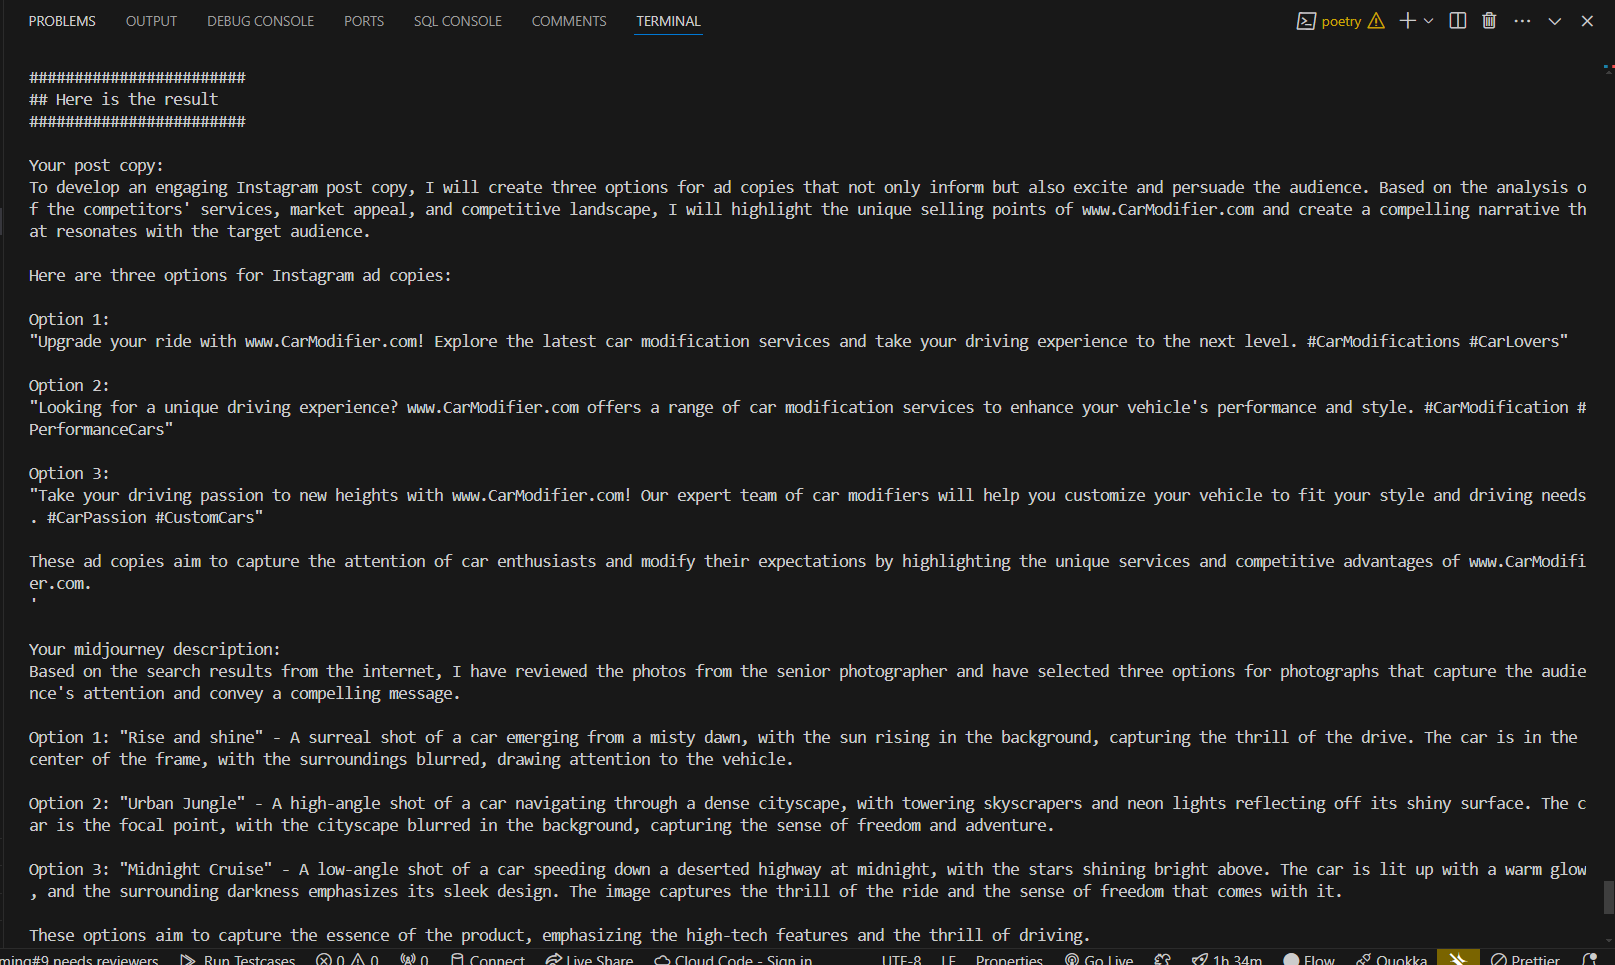 PROBLEMS OUTPUT DEBUG CONSOLE PORTS SQL CONSOLE COMMENTS TERMINAL poetry
########################
## Here is the result
########################
Your post copy:
To develop an engaging Instagram post copy, I will create three options for ad copies that not only inform but also excite and persuade the audience. Based on the analysis o
f the competitors' services, market appeal, and competitive landscape, I will highlight the unique selling points of www.CarModifier.com and create a compelling narrative th
at resonates with the target audience.
Here are three options for Instagram ad copies:
Option 1:
"Upgrade your ride with www.CarModifier.com! Explore the latest car modification services and take your driving experience to the next level. #CarModifications #CarLovers"
Option 2:
"Looking for a unique driving experience? www.CarModifier.com offers a range of car modification services to enhance your vehicle's performance and style. #CarModification #
PerformanceCars"
Option 3:
"Take your driving passion to new heights with www.CarModifier.com! Our expert team of car modifiers will help you customize your vehicle to fit your style and driving needs
. #CarPassion #CustomCars"
These ad copies aim to capture the attention of car enthusiasts and modify their expectations by highlighting the unique services and competitive advantages of www.CarModifi
er.com.
'
Your midjourney description:
Based on the search results from the internet, I have reviewed the photos from the senior photographer and have selected three options for photographs that capture the audie
nce's attention and convey a compelling message.
Option 1: "Rise and shine" - A surreal shot of a car emerging from a misty dawn, with the sun rising in the background, capturing the thrill of the drive. The car is in the
center of the frame, with the surroundings blurred, drawing attention to the vehicle.
Option 2: "Urban Jungle" - A high-angle shot of a car navigating through a dense cityscape, with towering skyscrapers and neon lights reflecting off its shiny surface. The c
ar is the focal point, with the cityscape blurred in the background, capturing the sense of freedom and adventure.
Option 3: "Midnight Cruise" - A low-angle shot of a car speeding down a deserted highway at midnight, with the stars shining bright above. The car is lit up with a warm glow
, and the surrounding darkness emphasizes its sleek design. The image captures the thrill of the ride and the sense of freedom that comes with it.
These options aim to capture the essence of the product, emphasizing the high-tech features and the thrill of driving.
ming#9 needs reviewers Run Testcases 0 0 0 Connect Live Share Cloud Code - Sign in UTF-8 LF Properties Go Live 1h 34m Flow Quokka Prettier